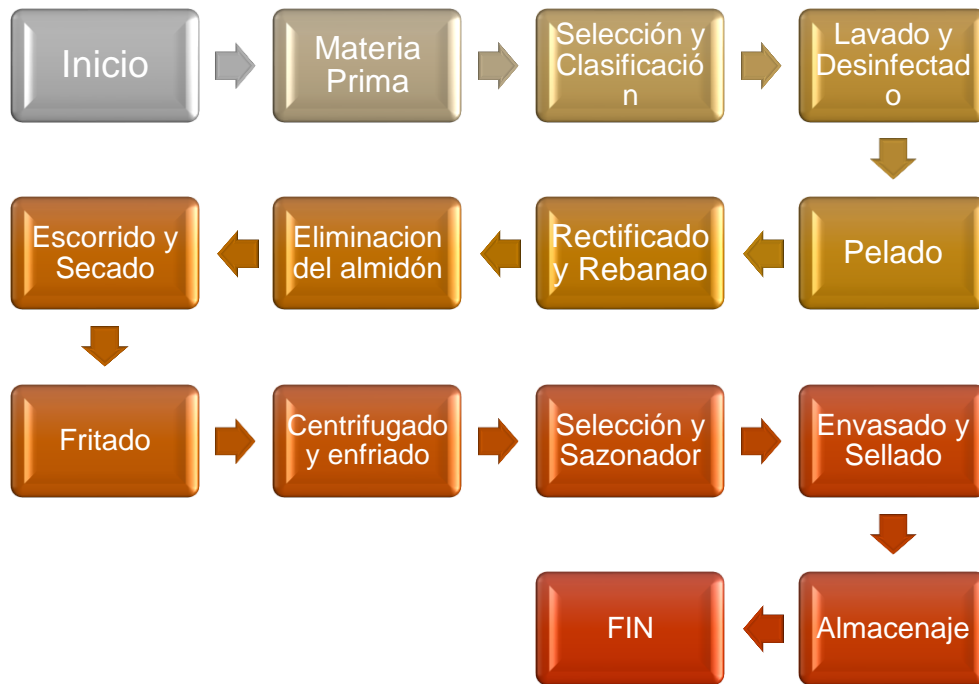 Inicio
Materia
Prima
Selección y
Clasificació
n
Lavado y
Desinfectad
o
Pelado
Rectificado
y Rebanao
Eliminacion
del almidón
Escorrido y
Secado
Fritado
Centrifugado
y enfriado
Selección y
Sazonador
Envasado y
Sellado
Almacenaje
FIN